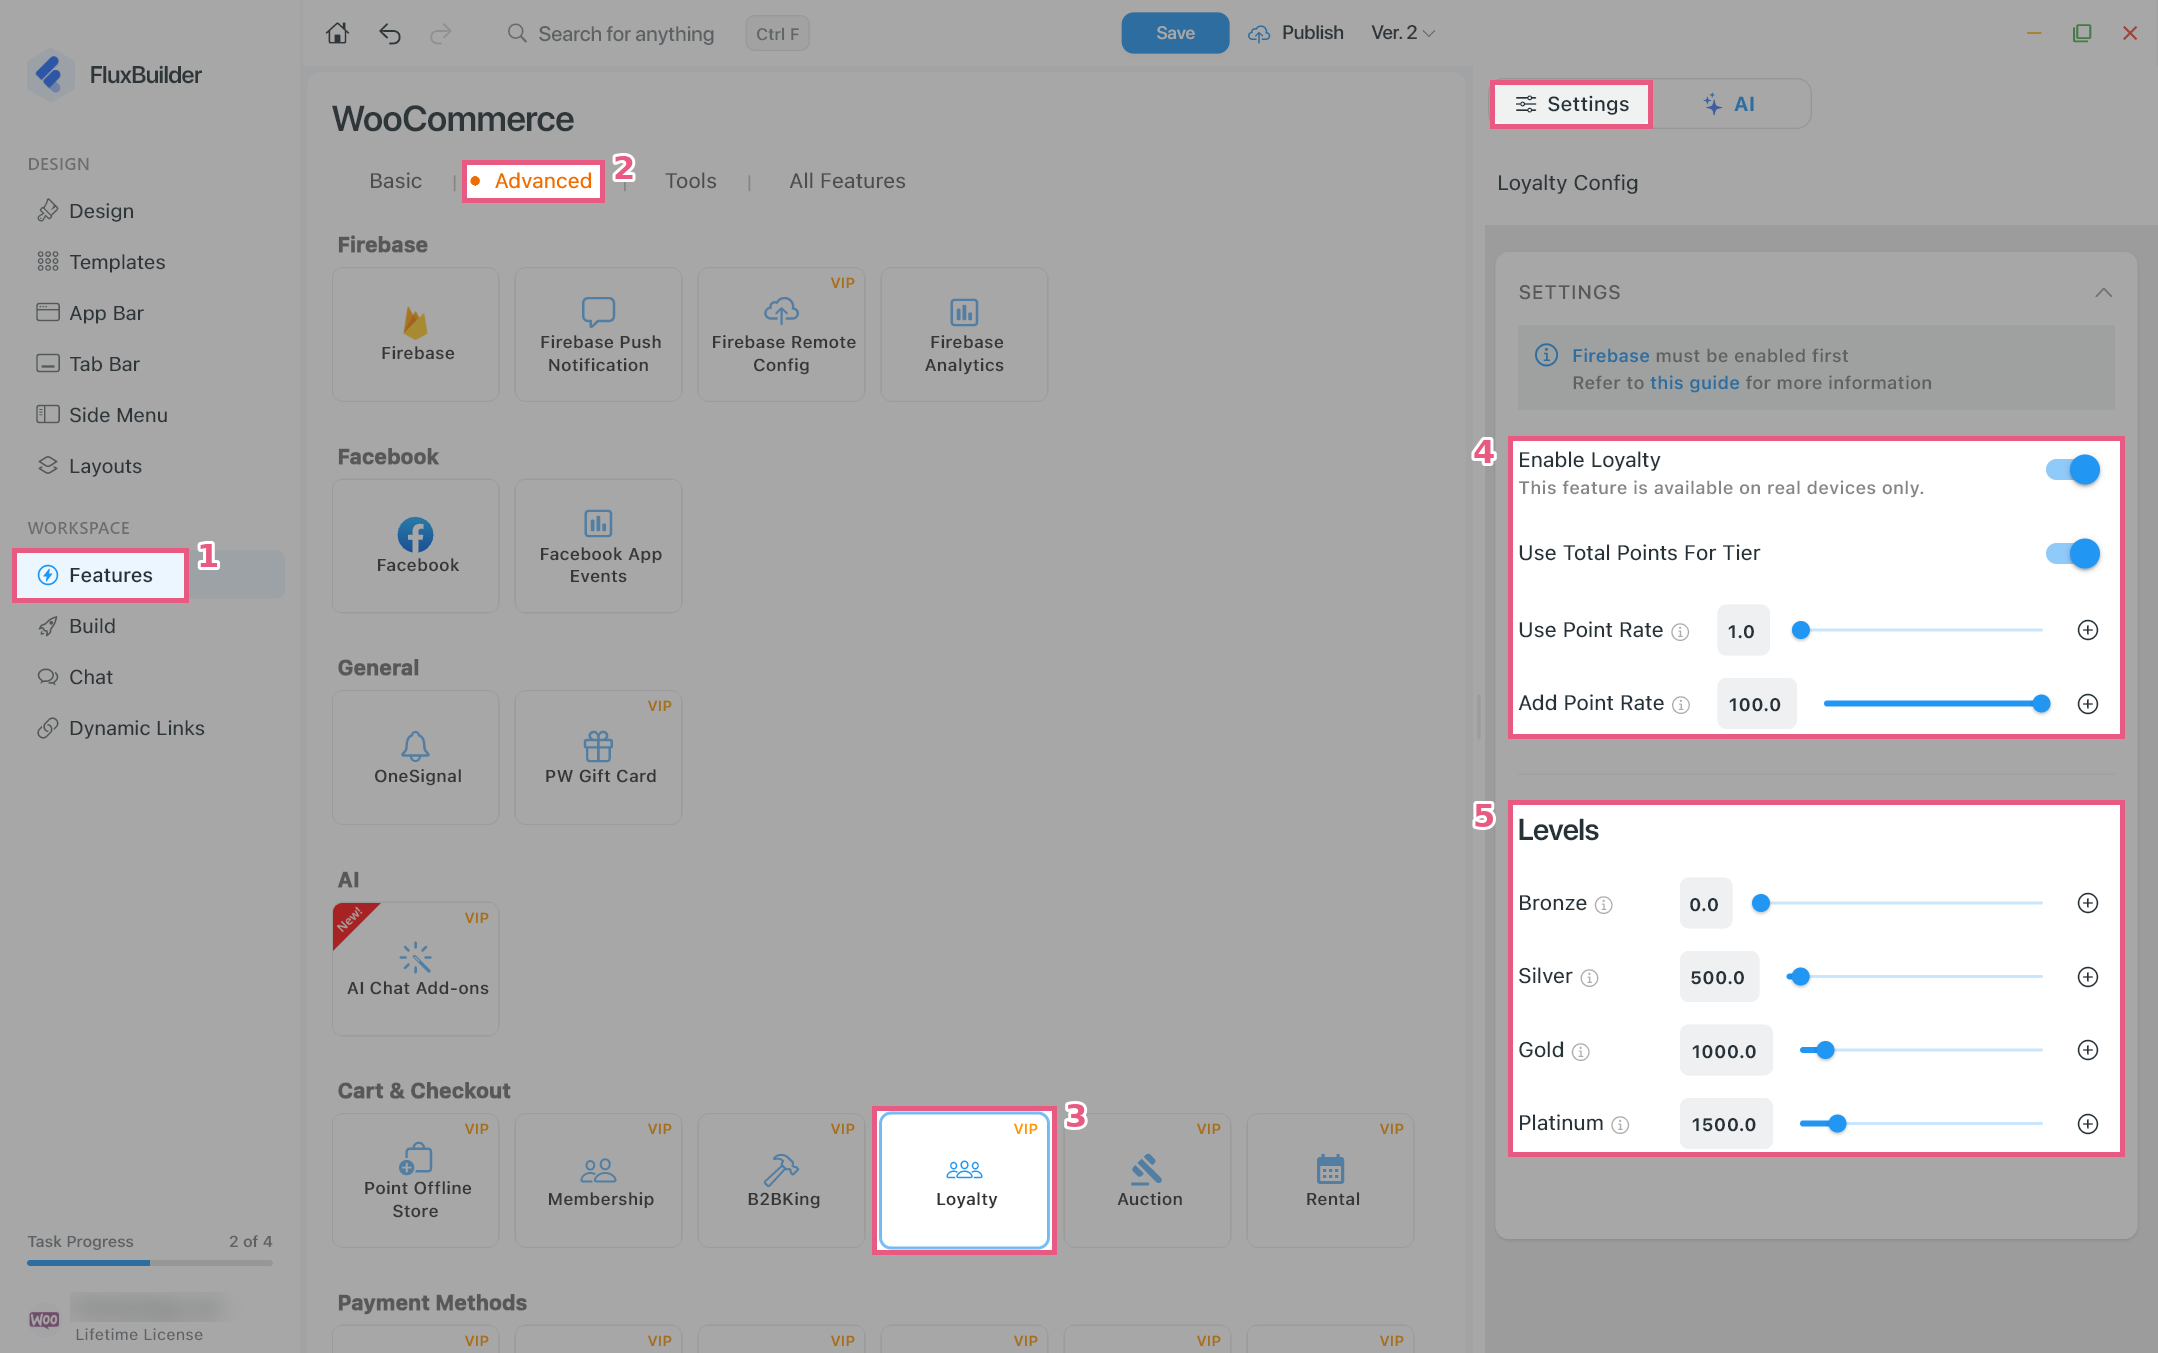 FluxBuilder
Search for anything
Ctrl F
Save
Publish
Ver. 2
DESIGN
Design
Templates
App Bar
Tab Bar
Side Menu
Layouts
WORKSPACE
Features
1
Build
Chat
Dynamic Links
Task Progress
2 of 4
Woo
Lifetime License
WooCommerce
Basic
Advanced
2
Tools
All Features
Firebase
Firebase
Firebase Push
Notification
VIP
Firebase Remote
Config
Firebase
Analytics
Facebook
Facebook
Facebook App
Events
General
OneSignal
VIP
PW Gift Card
AI
New!
VIP
AI Chat Add-ons
Cart & Checkout
VIP
Point Offline
Store
VIP
Membership
VIP
B2BKing
VIP
Loyalty
3
VIP
Auction
VIP
Rental
Payment Methods
VIP
VIP
VIP
VIP
VIP
VIP
Settings
AI
Loyalty Config
SETTINGS
Firebase must be enabled first
Refer to this guide for more information
4
Enable Loyalty
This feature is available on real devices only.
Use Total Points For Tier
Use Point Rate
1.0
Add Point Rate
100.0
5
Levels
Bronze
0.0
Silver
500.0
Gold
1000.0
Platinum
1500.0